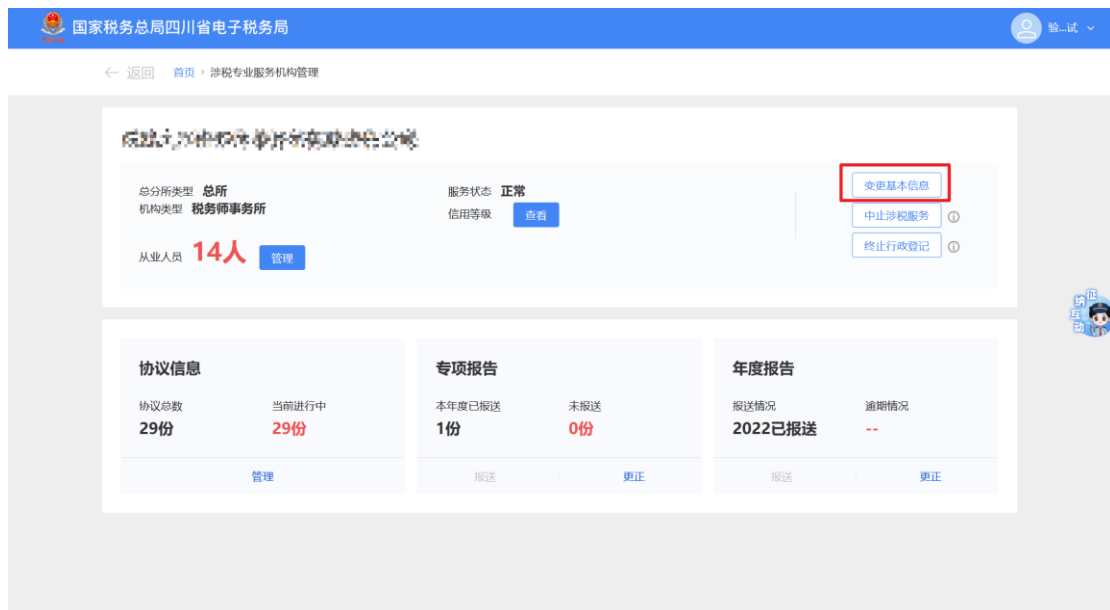 国家税务总局四川省电子税务局
验...试
返回 首页 涉税专业服务机构管理
总分所类型 总所
机构类型 税务师事务所
从业人员 14人 管理
服务状态 正常
信用等级 查看
变更基本信息
中止涉税服务
终止行政登记
征
纳
互
动
协议信息
协议总数 当前进行中
29份 29份
管理
专项报告
本年度已报送 未报送
1份 0份
报送 更正
年度报告
报送情况 逾期情况
2022已报送 --
报送 更正